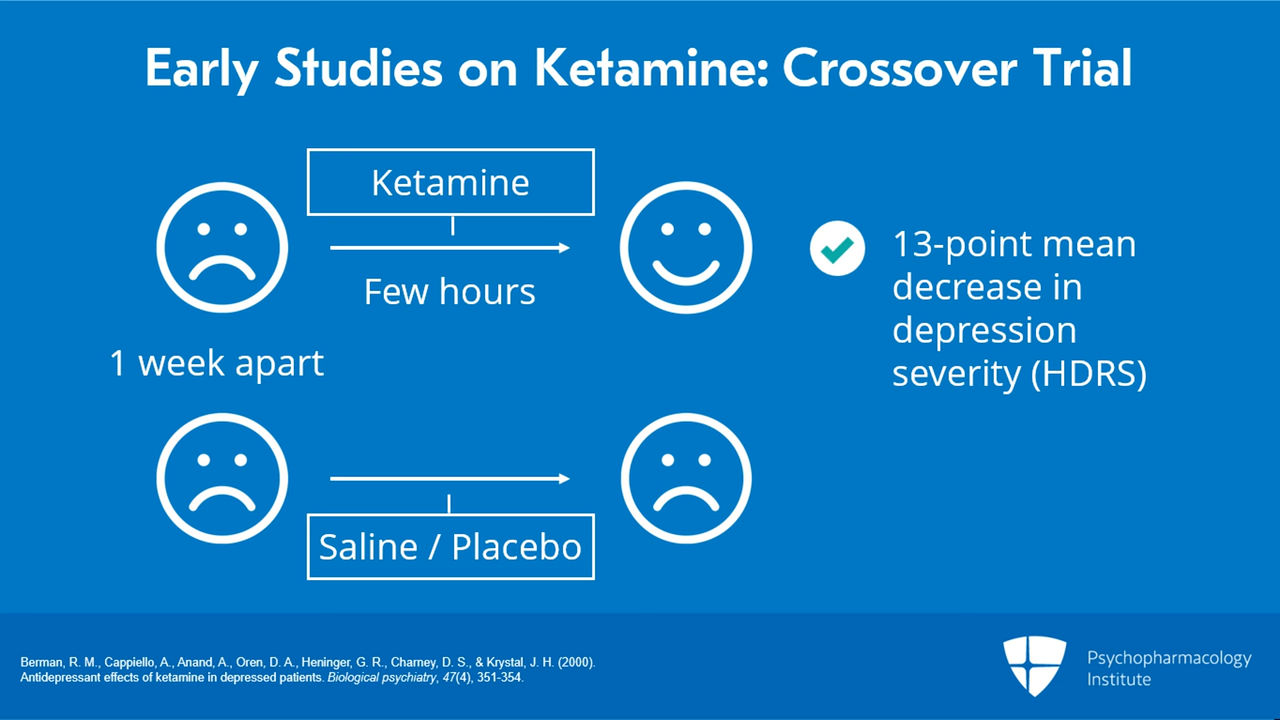 Early Studies on Ketamine: Crossover Trial
Ketamine
Few hours
13-point mean
decrease in
depression
severity (HDRS)
1 week apart
Saline / Placebo
Berman, R. M., Cappiello, A., Anand, A., Oren, D. A., Heninger, G. R., Charney, D. S., & Krystal, J. H. (2000).
Antidepressant effects of ketamine in depressed patients. Biological psychiatry, 47(4), 351-354.
Psychopharmacology
Institute